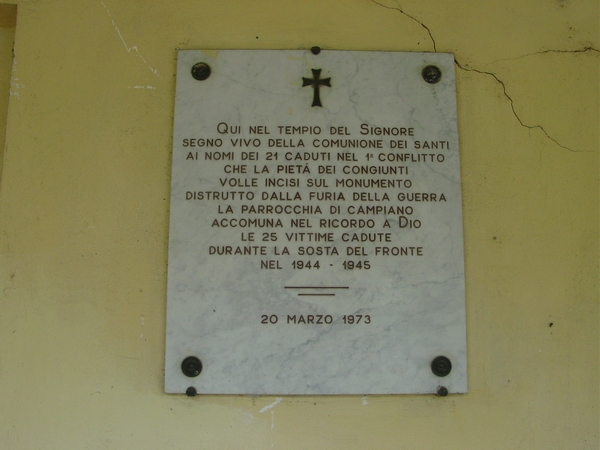 Qui nel tempio del Signore
segno vivo della comunione dei santi
ai nomi dei 21 caduti nel 1º conflitto
che la pietá dei congiunti
volle incisi sul monumento
distrutto dalla furia della guerra
la parrocchia di campiano
accomuna nel ricordo a Dio
le 25 vittime cadute
durante la sosta del fronte
nel 1944 - 1945
20 marzo 1973